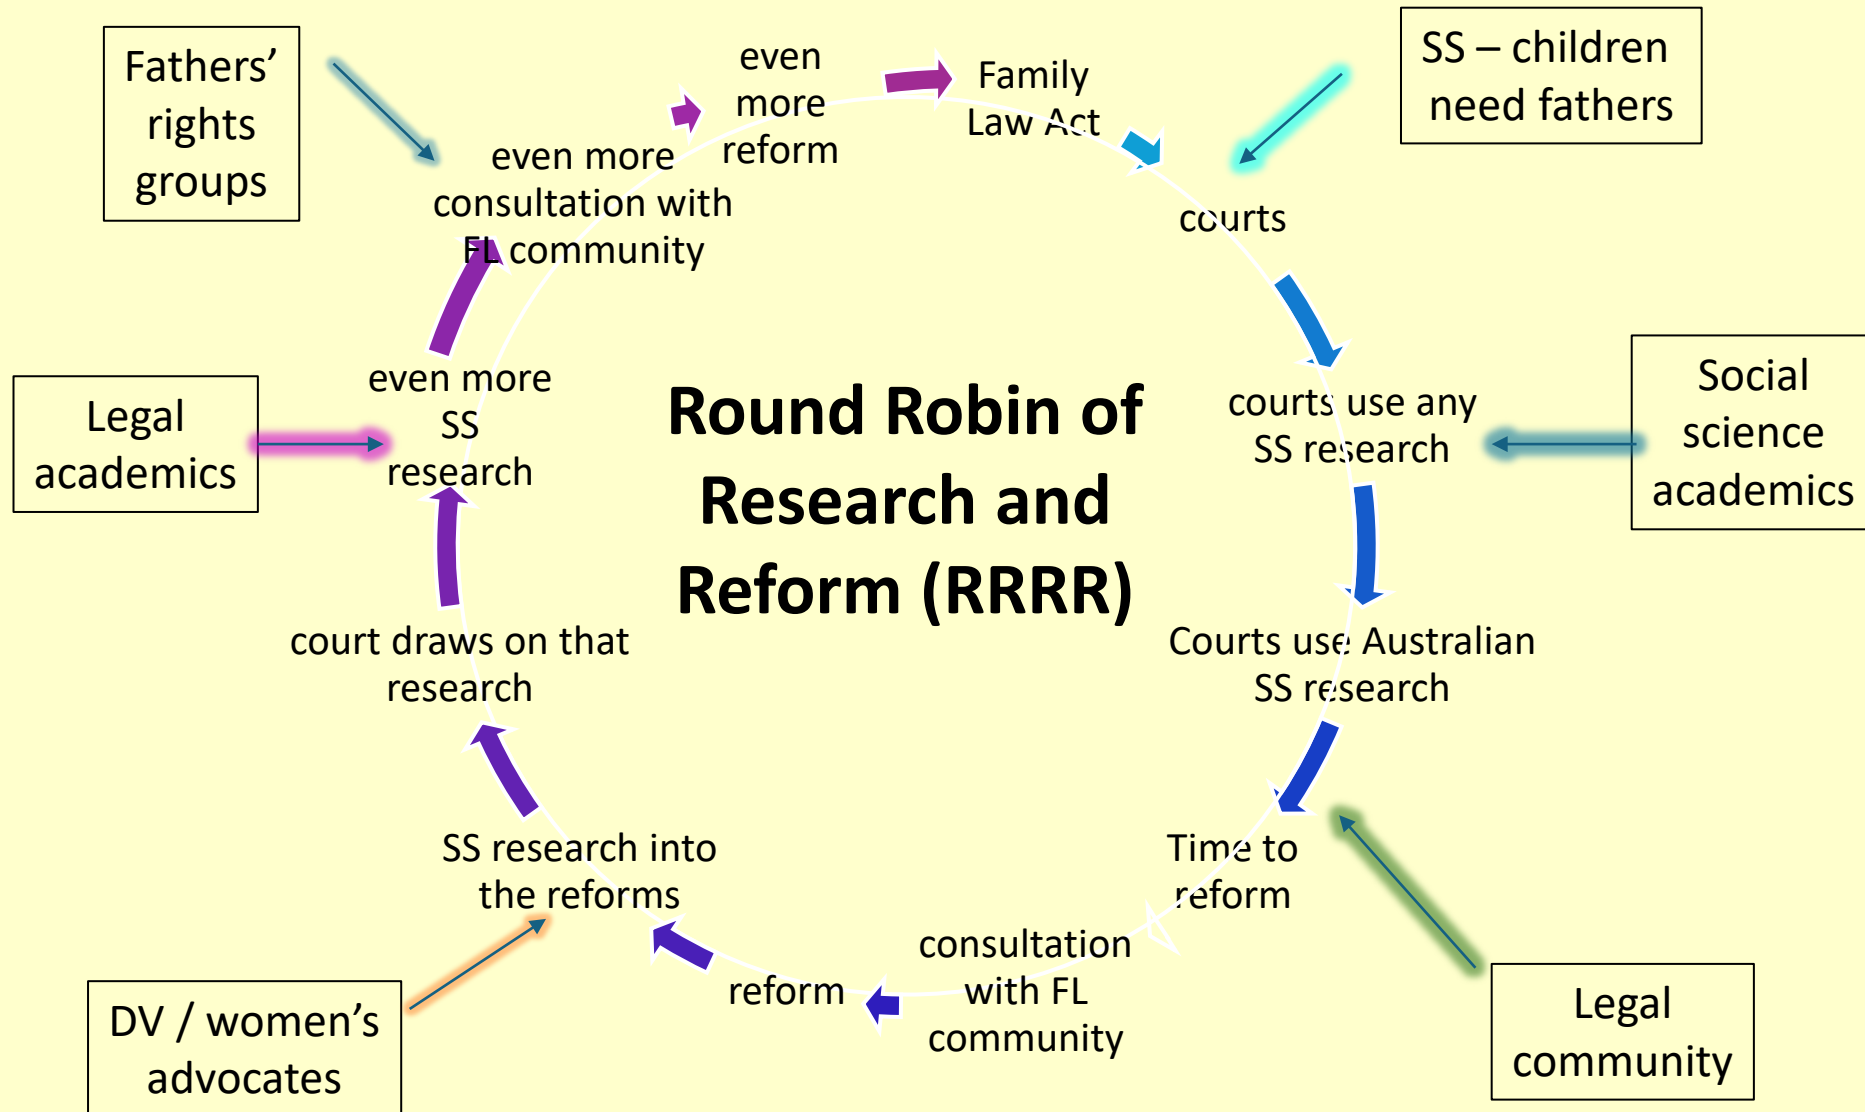 Round Robin of
Research and
Reform (RRRR)
Family
Law Act
courts
courts use any
SS research
Courts use Australian
SS research
Time to
reform
consultation
with FL
community
reform
SS research into
the reforms
court draws on that
research
even more
SS
research
even more
consultation with
FL community
even
more
reform
SS – children
need fathers
Social
science
academics
Legal
community
DV / women’s
advocates
Legal
academics
Fathers’
rights
groups